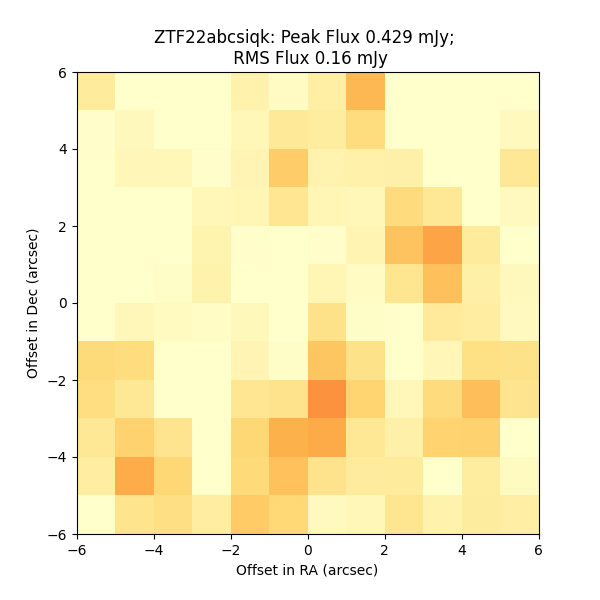 ZTF22abcsiqk: Peak Flux 0.429 mJy;
RMS Flux 0.16 mJy
6
4
2
0
−2
−4
−6
Offset in Dec (arcsec)
−6 −4 −2 0 2 4 6
Offset in RA (arcsec)